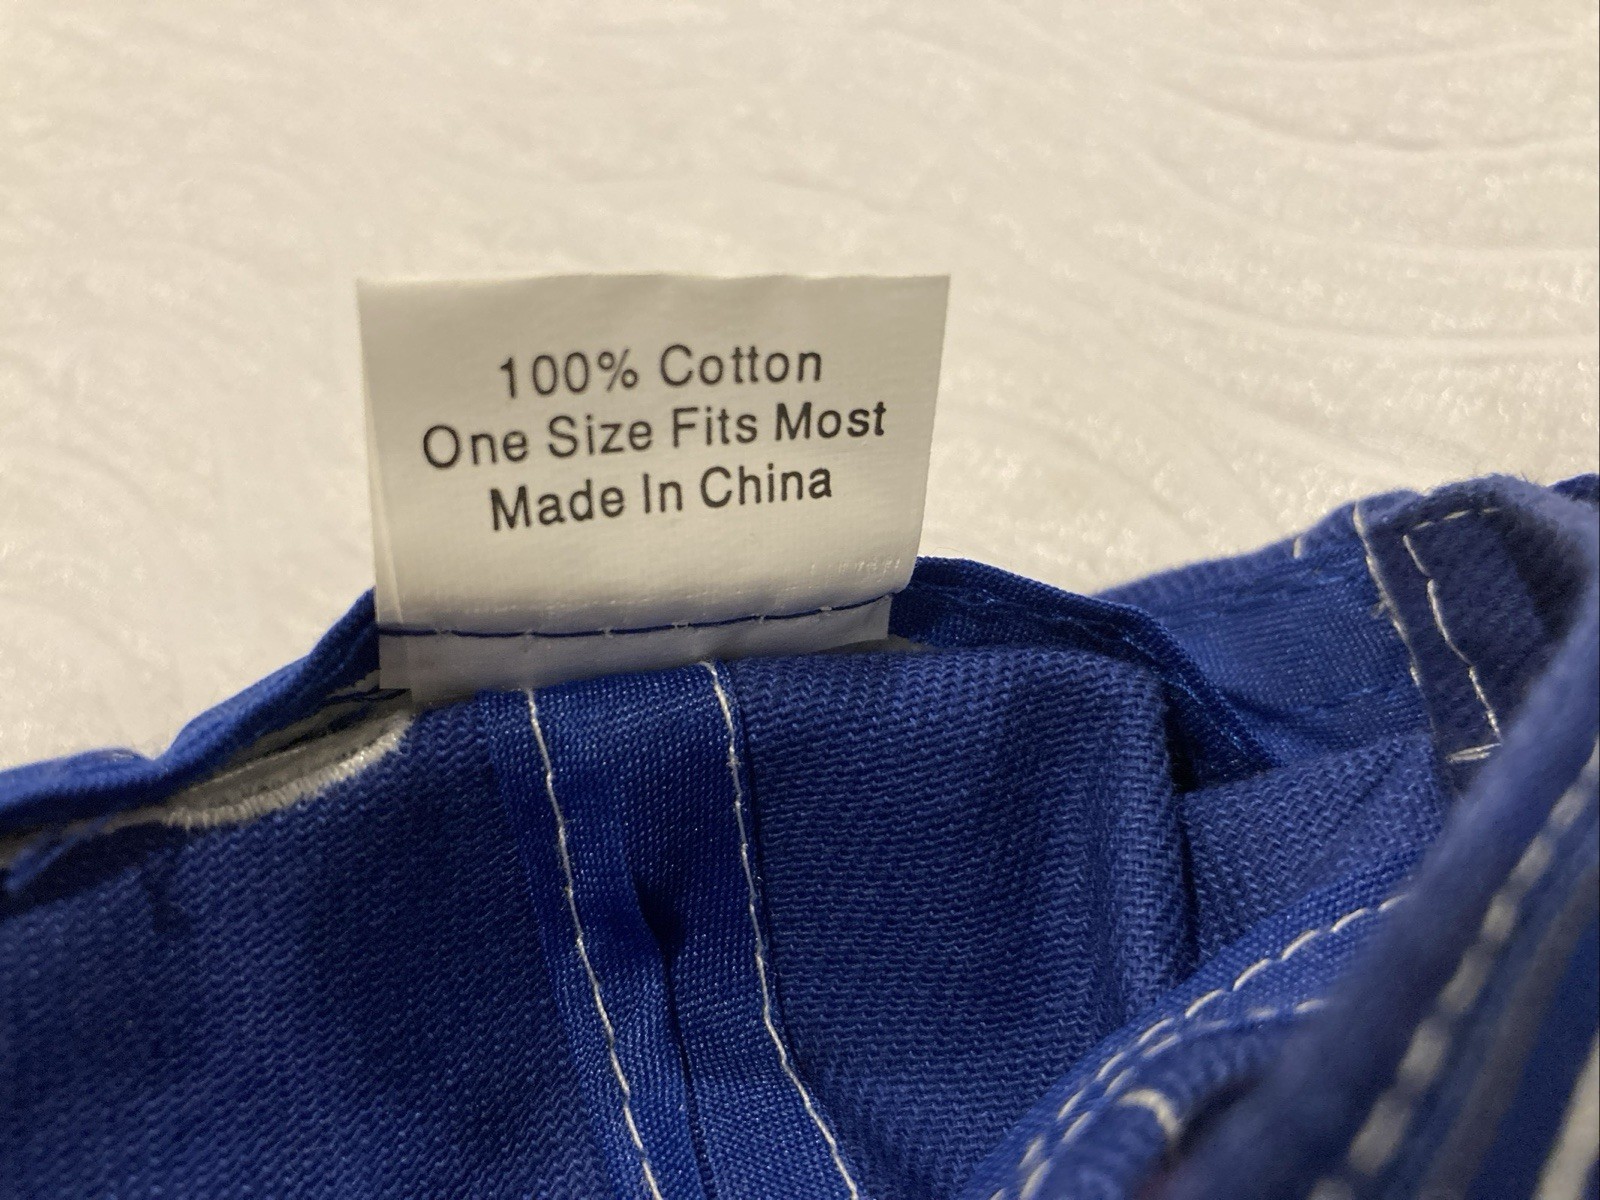 100% Cotton
One Size Fits Most
Made In China